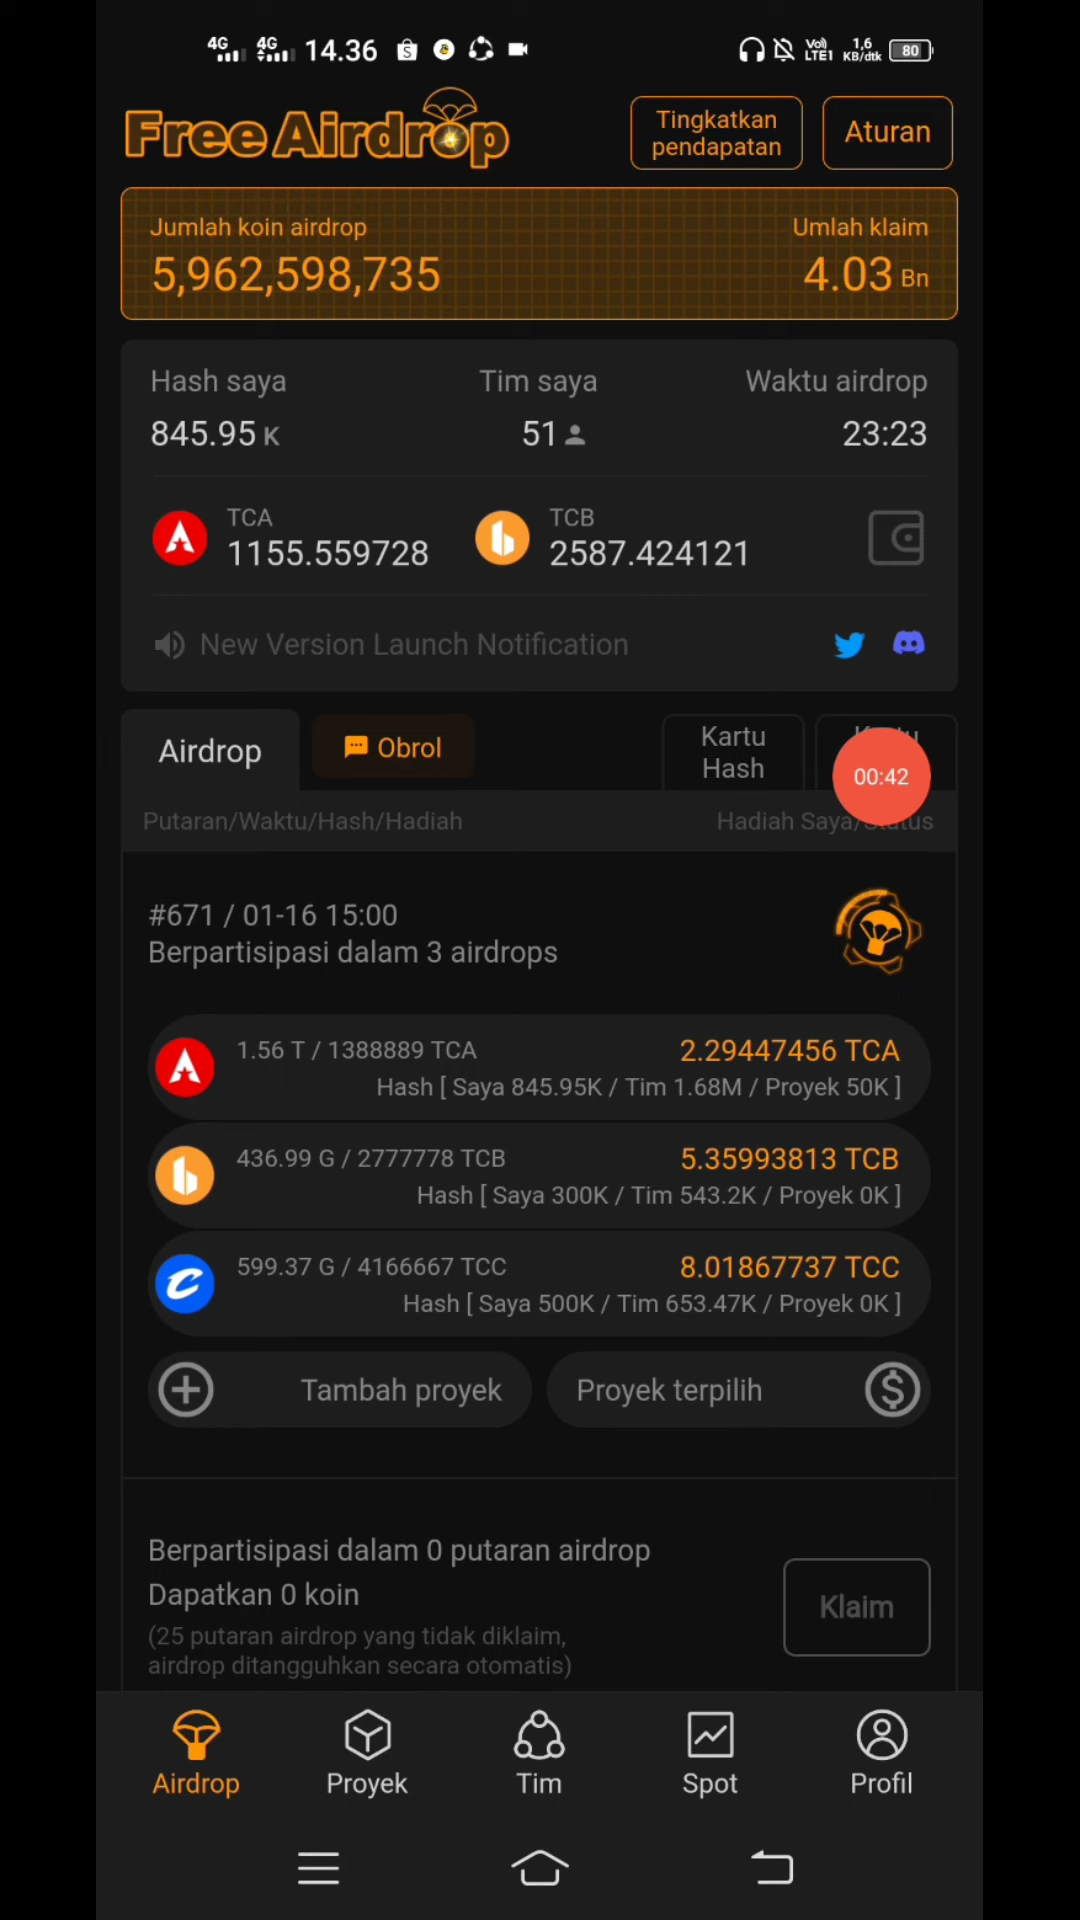 4G 4G 14.36 Vo) LTE1 1,6 KB/dtk 80
Free Airdrop
Tingkatkan pendapatan
Aturan
Jumlah koin airdrop Umlah klaim
5,962,598,735 4.03 Bn
Hash saya Tim saya Waktu airdrop
845.95 K 51 23:23
TCA TCB
1155.559728 2587.424121
New Version Launch Notification
Airdrop Obrol Kartu Hash
00:42
Putaran/Waktu/Hash/Hadiah Hadiah Saya/Status
#671 / 01-16 15:00
Berpartisipasi dalam 3 airdrops
1.56 T / 1388889 TCA 2.29447456 TCA
Hash [ Saya 845.95K / Tim 1.68M / Proyek 50K ]
436.99 G / 2777778 TCB 5.35993813 TCB
Hash [ Saya 300K / Tim 543.2K / Proyek 0K ]
599.37 G / 4166667 TCC 8.01867737 TCC
Hash [ Saya 500K / Tim 653.47K / Proyek 0K ]
Tambah proyek Proyek terpilih
Berpartisipasi dalam 0 putaran airdrop
Dapatkan 0 koin
(25 putaran airdrop yang tidak diklaim,
airdrop ditangguhkan secara otomatis)
Klaim
Airdrop Proyek Tim Spot Profil